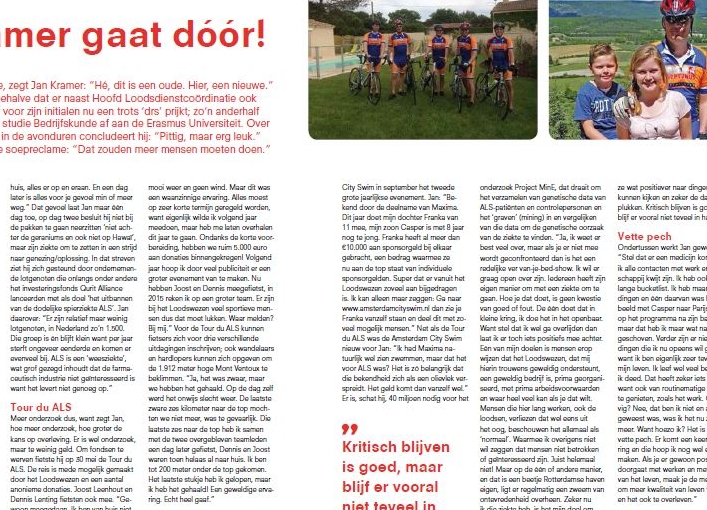 mer gaat dóór!
zegt Jan Kramer: “Hé, dit is een oude. Hier, een nieuwe.”
behalve dat er naast Hoofd Loodsdienstcoördinatie ook
voor zijn initialen nu een trots ‘drs’ prijkt; zo’n anderhalf
studie Bedrijfskunde af aan de Erasmus Universiteit. Over
in de avonduren concludeert hij: “Pittig, maar erg leuk.”
e soepreclame: “Dat zouden meer mensen moeten doen.”
huis, alles er op en eraan. En een dag
later is alles voor je gevoel min of meer
weg.” Dat gevoel laat Jan maar één
dag toe, op dag twee besluit hij niet bij
de pakken te gaan neerzitten ‘niet ach-
ter de geraniums en ook niet op Hawaï’,
maar zijn ziekte om te zetten in een strijd
naar genezing/oplossing. In dat streven
ziet hij zich gesteund door ondernemen-
de lotgenoten die onlangs onder andere
het investeringsfonds Qurit Alliance
lanceerden met als doel ‘het uitbannen
van de dodelijke spierziekte ALS’. Jan
daarover: “Er zijn relatief maar weinig
lotgenoten, in Nederland zo’n 1.500.
Die groep is én blijft klein want per jaar
sterft ongeveer eenderde en komen er
evenveel bij. ALS is een ‘weesziekte’,
wat grof gezegd inhoudt dat de farma-
ceutisch industrie niet geïnteresseerd is
want het levert niet genoeg op.”
Tour du ALS
Meer onderzoek dus, want zegt Jan,
hoe meer onderzoek, hoe groter de
kans op overleving. Er is wel onderzoek,
maar te weinig geld. Om fondsen te
werven fietste hij op 30 mei de Tour du
ALS. De reis is mede mogelijk gemaakt
door het Loodswezen en een aantal
anonieme donaties. Joost Leenhout en
Dennis Lenting fietsten ook mee. “Ge-
woon meegedaan. Ik ben van huis niet
mooi weer en geen wind. Maar dit was
een waanzinnige ervaring. Alles moest
op zeer korte termijn geregeld worden,
want eigenlijk wilde ik volgend jaar
meedoen, maar heb me laten overhalen
dit jaar te gaan. Ondanks de korte voor-
bereiding, hebben we ruim 5.000 euro
aan donaties binnengekregen! Volgend
jaar hoop ik door veel publiciteit er een
groter evenement van te maken. Nu
hebben Joost en Dennis meegefietst, in
2015 reken ik op een groter team. Er zijn
bij het Loodswezen veel sportieve men-
sen dus dat moet lukken. Waar melden?
Bij mij.” Voor de Tour du ALS kunnen
fietsers zich voor drie verschillende
uitdagingen inschrijven; ook wandelaars
en hardlopers kunnen zich opgeven om
de 1.912 meter hoge Mont Ventoux te
beklimmen. “Ja, het was zwaar, maar
we hebben het gehaald. Op de dag zelf
werd het onwijs slecht weer. De laatste
zware zes kilometer naar de top moch-
ten we niet meer, was te gevaarlijk. Die
laatste zes naar de top heb ik samen
met de twee overgebleven teamleden
een dag later gefietst, Dennis en Joost
waren toen helaas al naar huis. Ik ben
tot 200 meter onder de top gekomen.
Het laatste stukje heb ik gelopen, maar
ik heb het gehaald! Een geweldige erva-
ring. Echt heel gaaf.”
City Swim in september het tweede
grote jaarlijkse evenement. Jan: “Be-
kend door de deelname van Maxima.
Dit jaar doet mijn dochter Franka van
11 mee, mijn zoon Casper is met 8 jaar
nog te jong. Franka heeft al meer dan
€10.000 aan sponsorgeld bij elkaar
gebracht, een bedrag waarmee ze
nu aan de top staat van individuele
sponsorgelden. Super dat er vanuit het
Loodswezen zoveel aan bijgedragen
is. Ik kan alleen maar zeggen: Ga naar
www.amsterdamcityswim.nl dan zie je
Franka vermeld staan en deel dit met zo-
veel mogelijk mensen.” Net als de Tour
du ALS was de Amsterdam City Swim
nieuw voor Jan: “Ik had Maxima na-
tuurlijk wel zien zwemmen, maar dat het
voor ALS was? Het is zó belangrijk dat
die bekendheid zich als een olievlek ver-
spreidt. Het geld komt dan vanzelf wel.”
Er is, schat hij, 40 miljoen nodig voor het
Kritisch blijven
is goed, maar
blijf er vooral
niet teveel in
onderzoek Project MinE, dat draait om
het verzamelen van genetische data van
ALS-patiënten en controlepersonen en
het ‘graven’ (mining) in en vergelijken
van die data om de genetische oorzaak
van de ziekte te vinden. “Ja, ik weet er
best veel over, maar als je er niet mee
wordt geconfronteerd dan is het een
redelijke ver-van-je-bed-show. Ik wil er
graag open over zijn. Iedereen heeft zijn
eigen manier om met een ziekte om te
gaan. Hoe je dat doet, is geen kwestie
van goed of fout. De één doet dat in
kleine kring, ik doe het in het openbaar.
Want stel dat ik wel ga overlijden dan
laat ik er toch iets positiefs mee achter.
Eén van mijn doelen is mensen erop
wijzen dat het Loodswezen, dat mij
hierin trouwens geweldig ondersteunt,
een geweldig bedrijf is, prima georgani-
seerd, met prima arbeidsvoorwaarden
en waar heel veel kan als je dat wilt.
Mensen die hier lang werken, ook de
loodsen, verliezen dat wel eens uit
het oog, beschouwen het allemaal als
‘normaal’. Waarmee ik overigens niet
wil zeggen dat mensen niet betrokken
of geïnteresseerd zijn. Juist helemaal
niet! Maar op de één of andere manier,
en dat is een beetje Rotterdamse haven
eigen, ligt er regelmatig een zweem van
ontevredenheid overheen. Zeker nu
ik die ziekte heb, is het mijn doel om
ze wat positiever naar dingen
kunnen kijken en zeker de da
plukken. Kritisch blijven is go
blijf er vooral niet teveel in ha
Vette pech
Ondertussen werkt Jan gew
“Stel dat er een medicijn kom
ik alle contacten met werk e
schappij kwijt zijn. Ik heb ook
lange bucketlist. Ik heb maar
dingen en één daarvan was b
beeld met Casper naar Parijs
op het programma na zijn ba
maar dat heb ik maar wat na
geschoven. Verder zijn er nie
dingen die ik nu opeens wil g
want ik ben eigenlijk zeer tev
mijn leven. Ik leef wel veel be
ik deed. Dat heeft zeker iets
want ook van routinematige
te genieten, zoals het werk.
vig? Nee, dat ben ik niet en a
geweest was, was ik het nu z
meer. Want hoezo ik? Het is
vette pech. Er komt een keer
ring en die hoop ik nog wel e
maken. Als je er gewoon pos
doorgaat met werken en met
van het leven, maak je de me
om meer kwaliteit van leven
en het ook te overleven.”